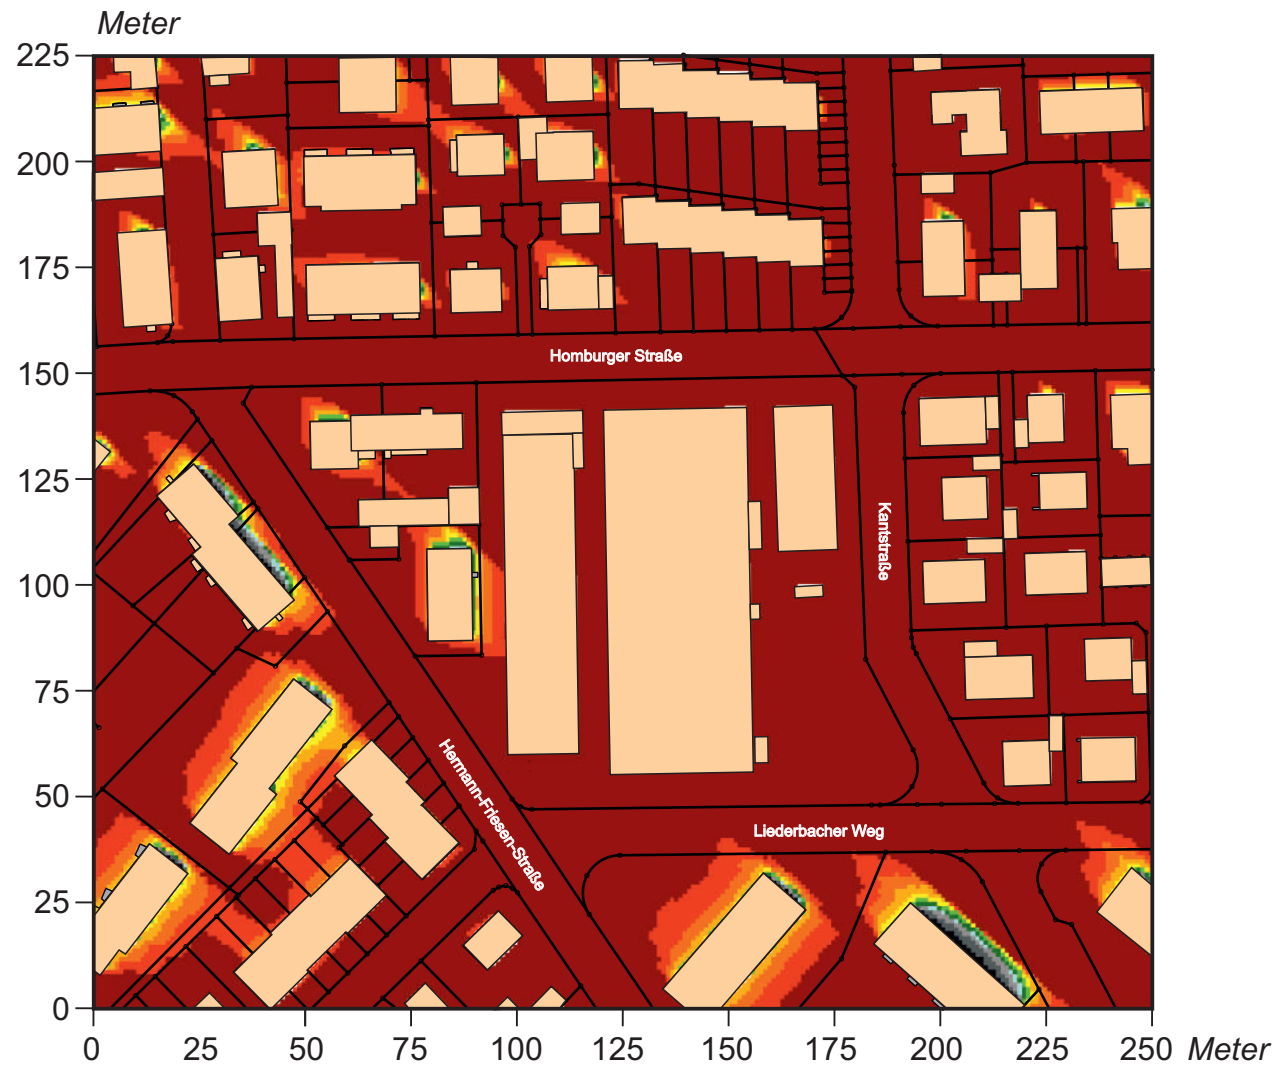 Meter
225
200
175
150
125
100
75
50
25
0
Homburger Straße
Kantstraße
Hermann-Friesen-Straße
Liederbacher Weg
0 25 50 75 100 125 150 175 200 225 250 Meter